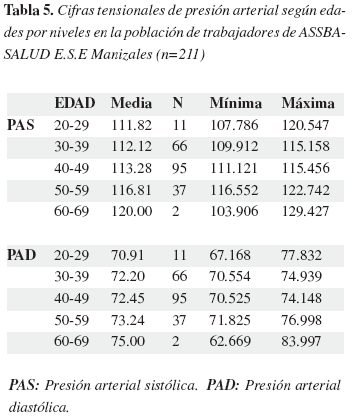 Tabla 5. Cifras tensionales de presión arterial según eda-
des por niveles en la población de trabajadores de ASSBA-
SALUD E.S.E Manizales (n=211)
EDAD Media N Mínima Máxima
PAS 20-29 111.82 11 107.786 120.547
30-39 112.12 66 109.912 115.158
40-49 113.28 95 111.121 115.456
50-59 116.81 37 116.552 122.742
60-69 120.00 2 103.906 129.427
PAD 20-29 70.91 11 67.168 77.832
30-39 72.20 66 70.554 74.939
40-49 72.45 95 70.525 74.148
50-59 73.24 37 71.825 76.998
60-69 75.00 2 62.669 83.997
PAS: Presión arterial sistólica. PAD: Presión arterial
diastólica.